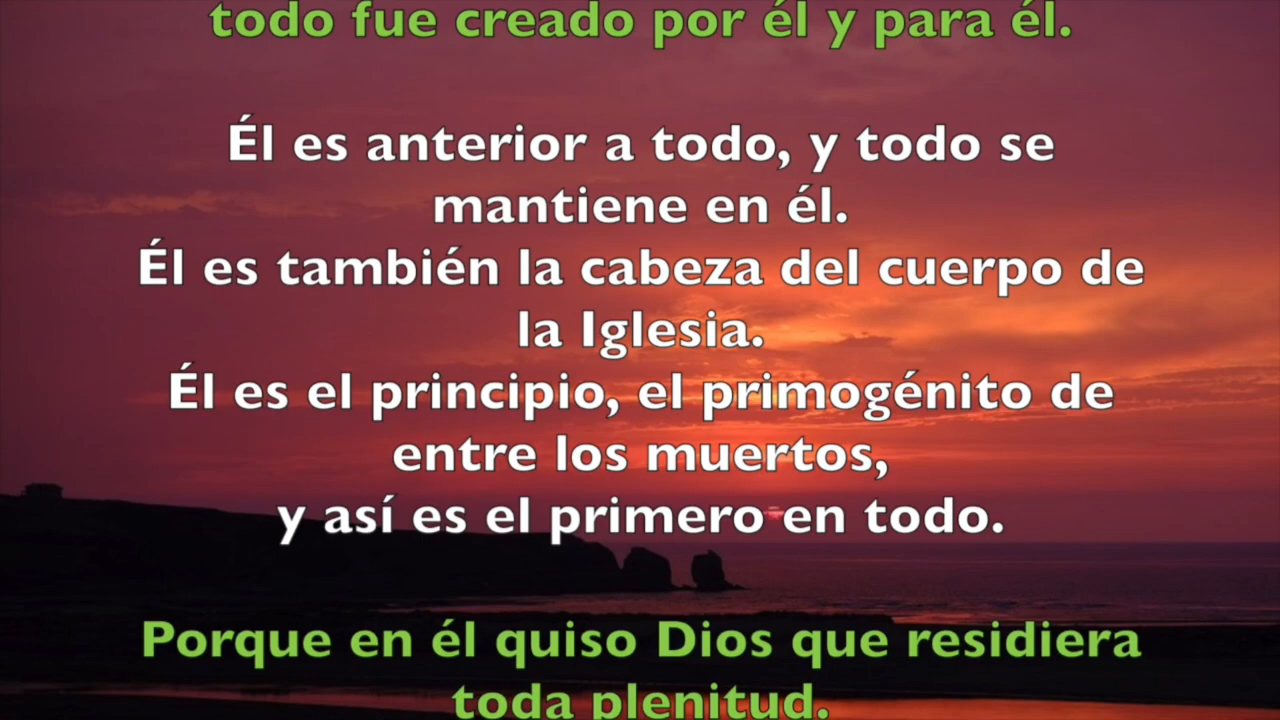 todo fue creado por él y para él.
Él es anterior a todo, y todo se
mantiene en él.
Él es también la cabeza del cuerpo de
la Iglesia.
Él es el principio, el primogénito de
entre los muertos,
y así es el primero en todo.
Porque en él quiso Dios que residiera
toda plenitud.